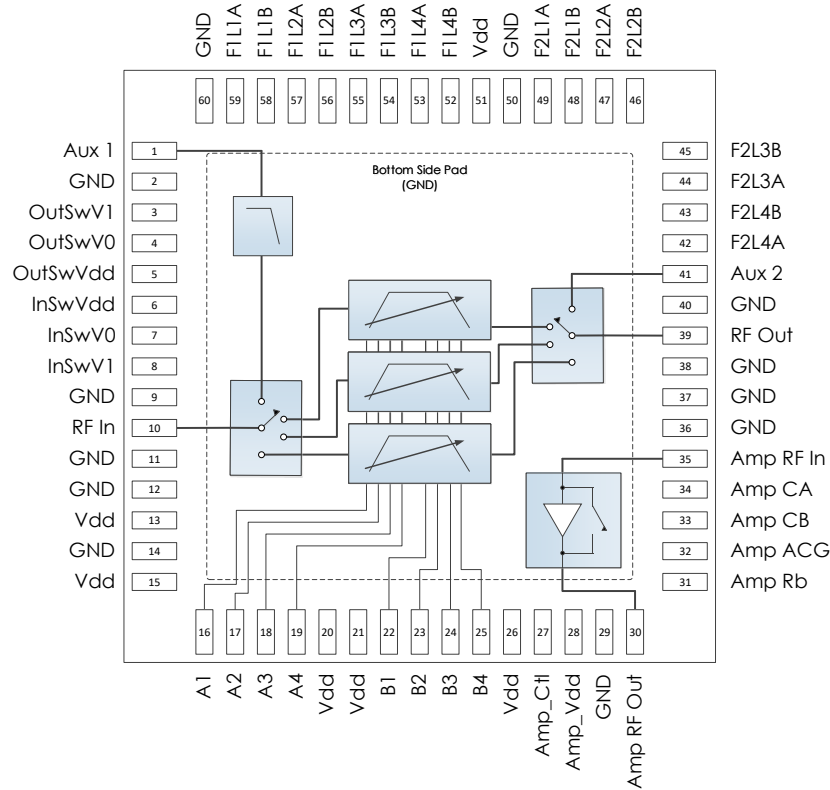 GND
F1L1A
F1L1B
F1L2A
F1L2B
F1L3A
F1L3B
F1L4A
F1L4B
Vdd
GND
F2L1A
F2L1B
F2L2A
F2L2B
60
59
58
57
56
55
54
53
52
51
50
49
48
47
46
Aux 1
1
GND
2
OutSwV1
3
OutSwV0
4
OutSwVdd
5
InSwVdd
6
InSwV0
7
InSwV1
8
GND
9
RF In
10
GND
11
GND
12
Vdd
13
GND
14
Vdd
15
Bottom Side Pad
(GND)
45
F2L3B
44
F2L3A
43
F2L4B
42
F2L4A
41
Aux 2
40
GND
39
RF Out
38
GND
37
GND
36
GND
35
Amp RF In
34
Amp CA
33
Amp CB
32
Amp ACG
31
Amp Rb
16
17
18
19
20
21
22
23
24
25
26
27
28
29
30
A1
A2
A3
A4
Vdd
Vdd
B1
B2
B3
B4
Vdd
Amp_Ctl
Amp_Vdd
GND
Amp RF Out